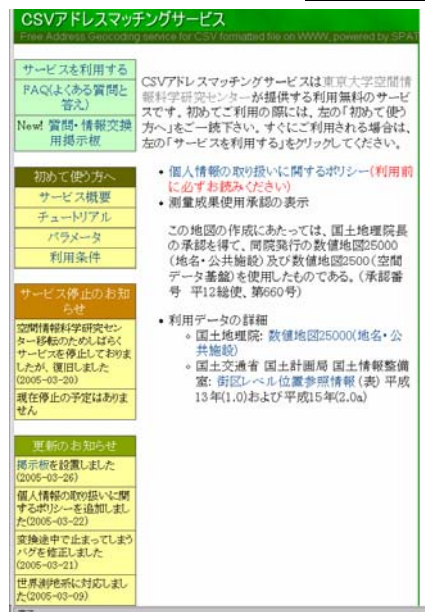 CSVアドレスマッチングサービス
Free Address Geocoding service for CSV formatted file on WWW, powered by SPAT
サービスを利用する
FAQ(よくある質問と
答え)
New! 質問・情報交換
用掲示板
初めて使う方へ
サービス概要
チュートリアル
パラメータ
利用条件
サービス停止のお知
らせ
空間情報科学研究セン
ター移転のためしばらく
サービスを停止しておりま
したが、復旧しました
(2005-03-20)
現在停止の予定はありま
せん
更新のお知らせ
掲示板を設置しました
(2005-03-26)
個人情報の取り扱いに関
するポリシーを追加しまし
た(2005-03-22)
変換途中で止まってしまう
バグを修正しました
(2005-03-21)
世界測地系に対応しまし
た(2005-03-09)
CSVアドレスマッチングサービスは東京大学空間情
報科学研究センターが提供する利用無料のサービ
スです。初めてご利用の際には、左の「初めて使う
方へ」をご一読下さい。すぐにご利用される場合は、
左の「サービスを利用する」をクリックしてください。
• 個人情報の取り扱いに関するポリシー(利用前
に必ずお読みください)
• 測量成果使用承認の表示
この地図の作成にあたっては、国土地理院長
の承認を得て、同院発行の数値地図25000
(地名・公共施設)及び数値地図2500(空間
データ基盤)を使用したものである。(承認番
号 平12総使、第660号)
• 利用データの詳細
○ 国土地理院: 数値地図25000(地名・公
共施設)
○ 国土交通省 国土計画局 国土情報整備
室: 街区レベル位置参照情報 (表) 平成
13年(1.0)および平成15年(2.0a)